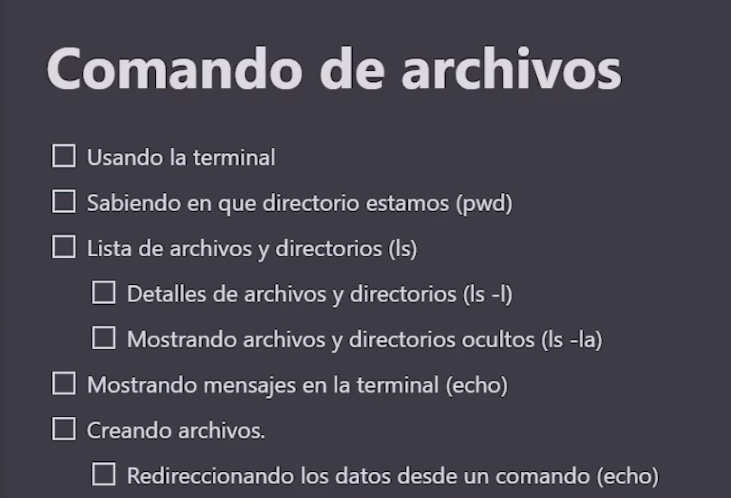 Comando de archivos
Usando la terminal
Sabiendo en que directorio estamos (pwd)
Lista de archivos y directorios (ls)
Detalles de archivos y directorios (ls -l)
Mostrando archivos y directorios ocultos (ls -la)
Mostrando mensajes en la terminal (echo)
Creando archivos.
Redireccionando los datos desde un comando (echo)